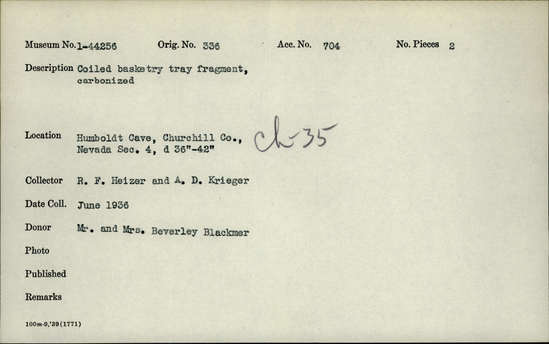 Museum No. 1-44256 Orig. No. 336 Acc. No. 704 No. Pieces 2
Description Coiled basketry tray fragment,
carbonized
Location Humboldt Cave, Churchill Co.,
Nevada Sec. 4, d 36"-42"
Ch-35
Collector R. F. Heizer and A. D. Krieger
Date Coll. June 1936
Donor Mr. and Mrs. Beverley Blackmer
Photo
Published
Remarks
100m-9,'39(1771)